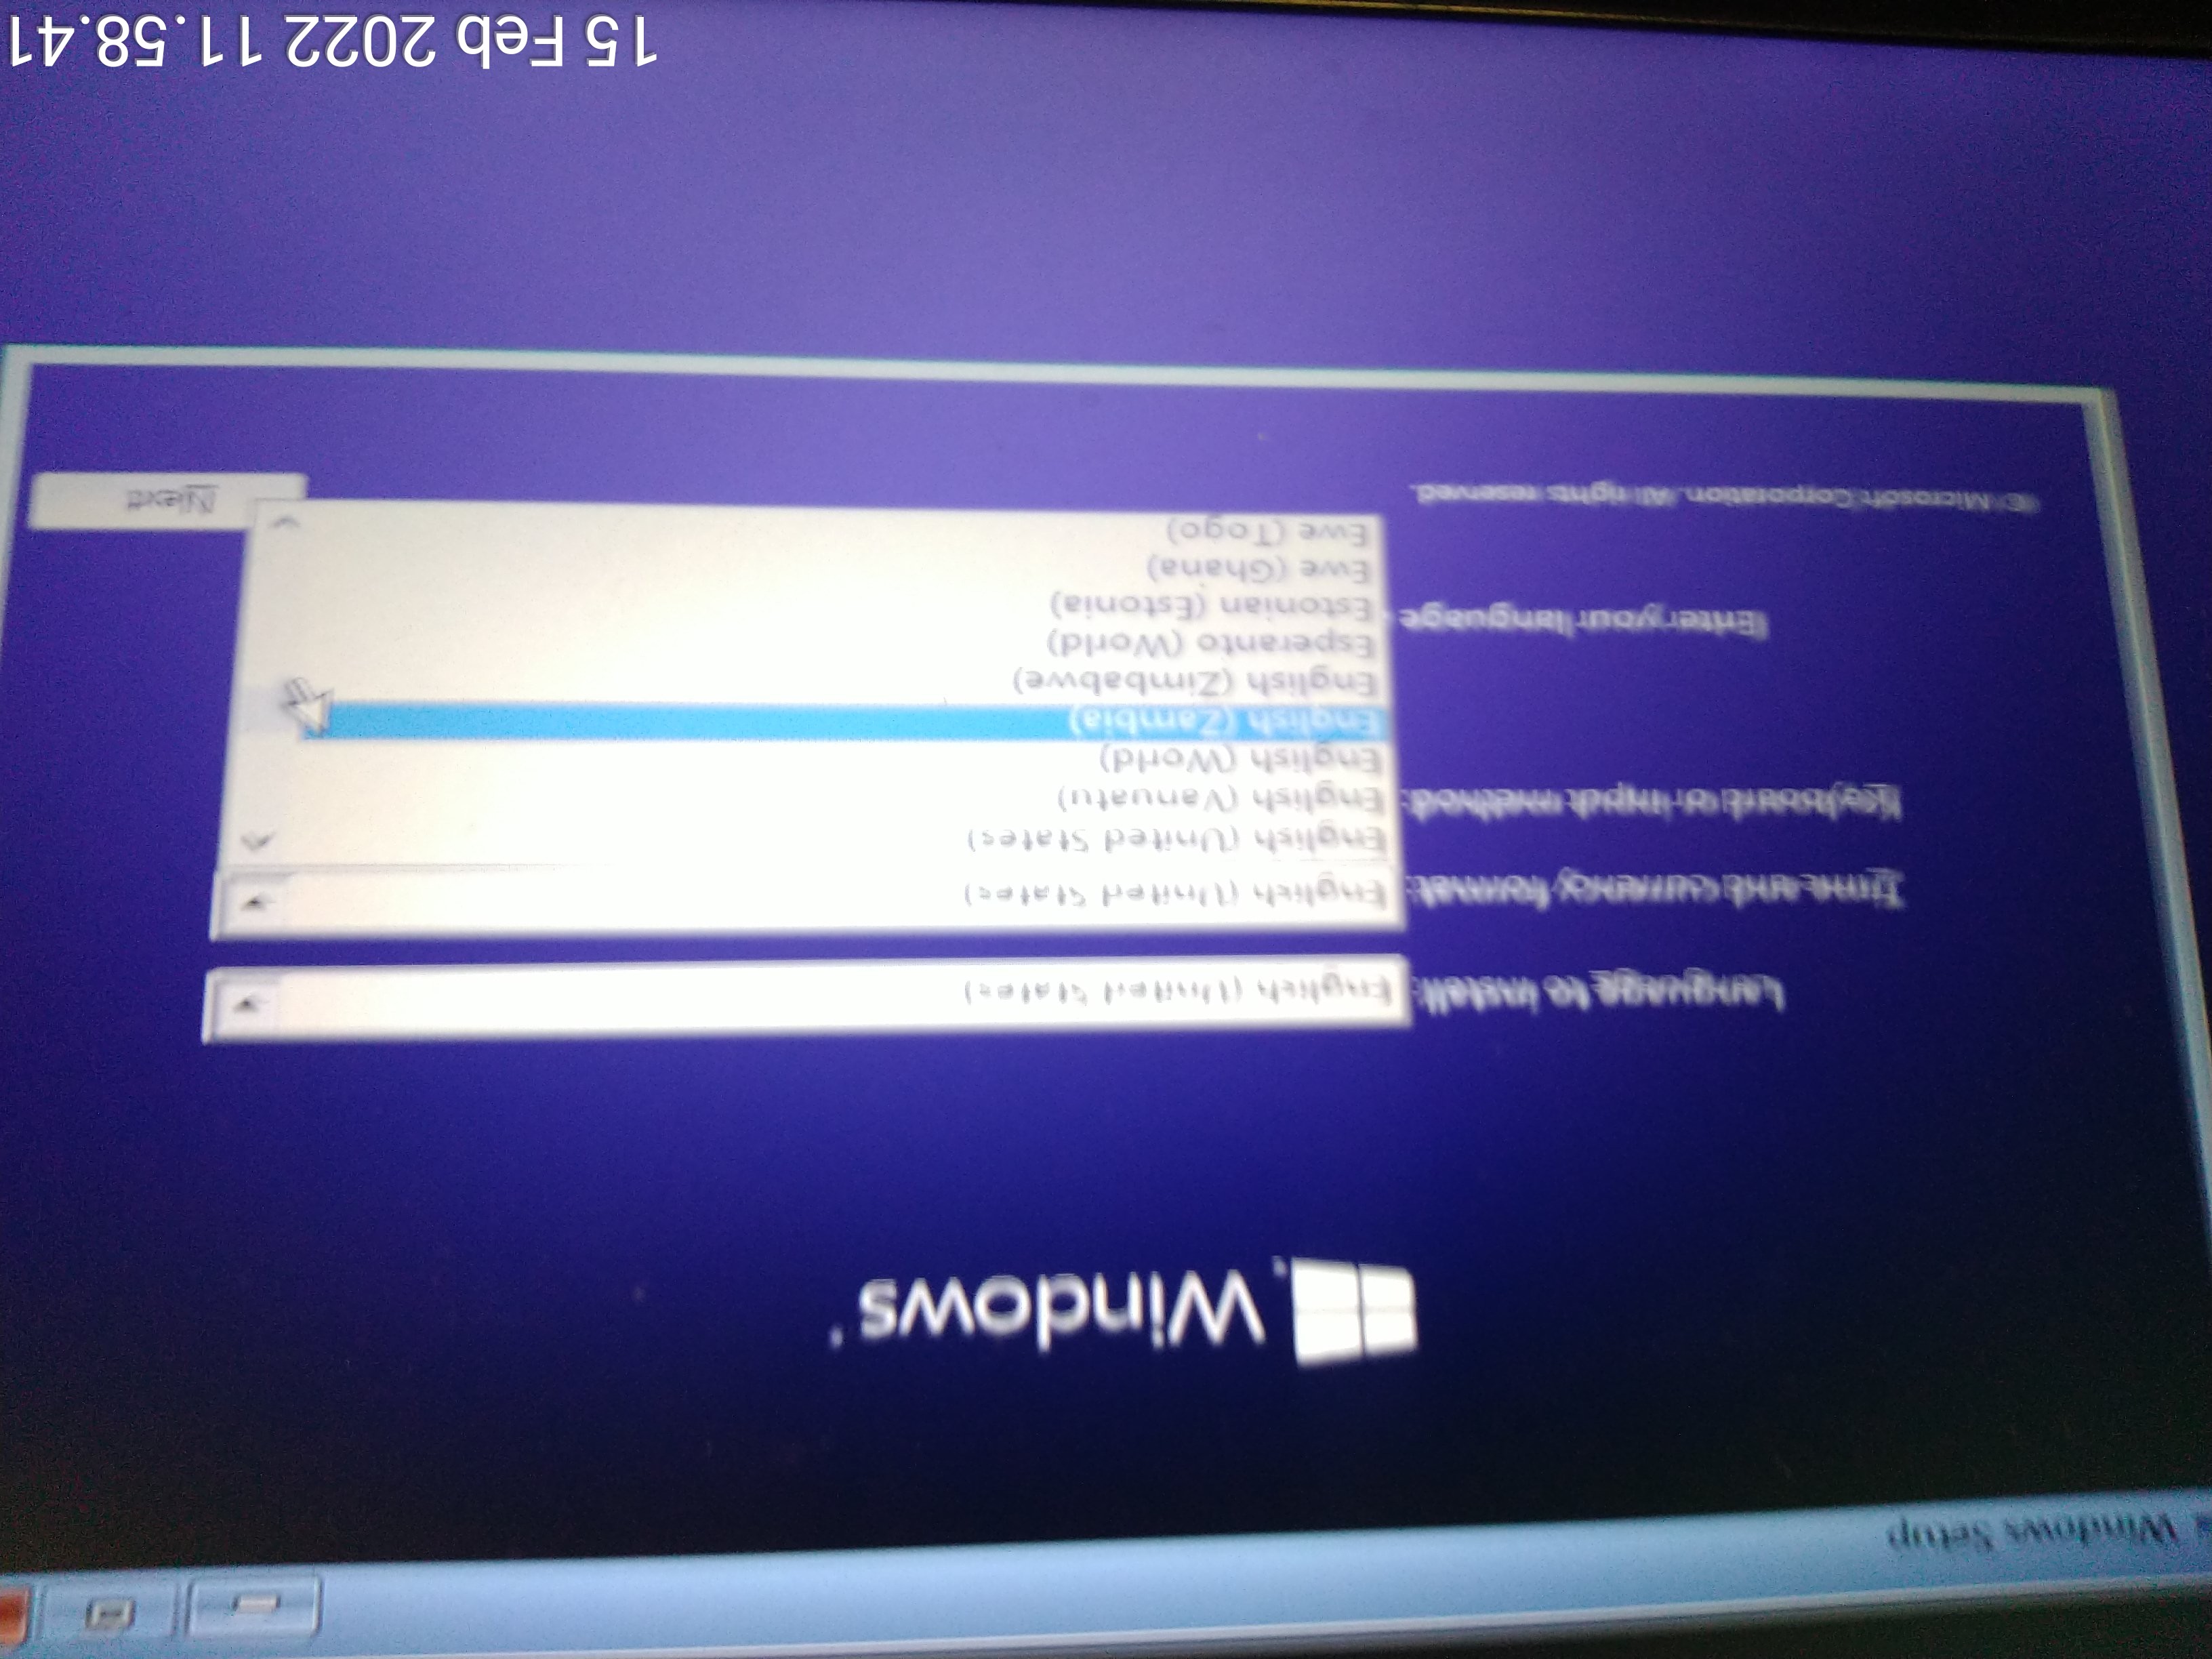 Windows Setup
Windows
Language to install: English (United States)
Time and currency format: English (United States)
English (United States)
Keyboard or input method:
English (Vanuatu)
English (World)
English (Zambia)
English (Zimbabwe)
Esperanto (World)
Enter your language
Estonian (Estonia)
Ewe (Ghana)
Ewe (Togo)
© Microsoft Corporation. All rights reserved.
Next
15 Feb 2022 11.58.41